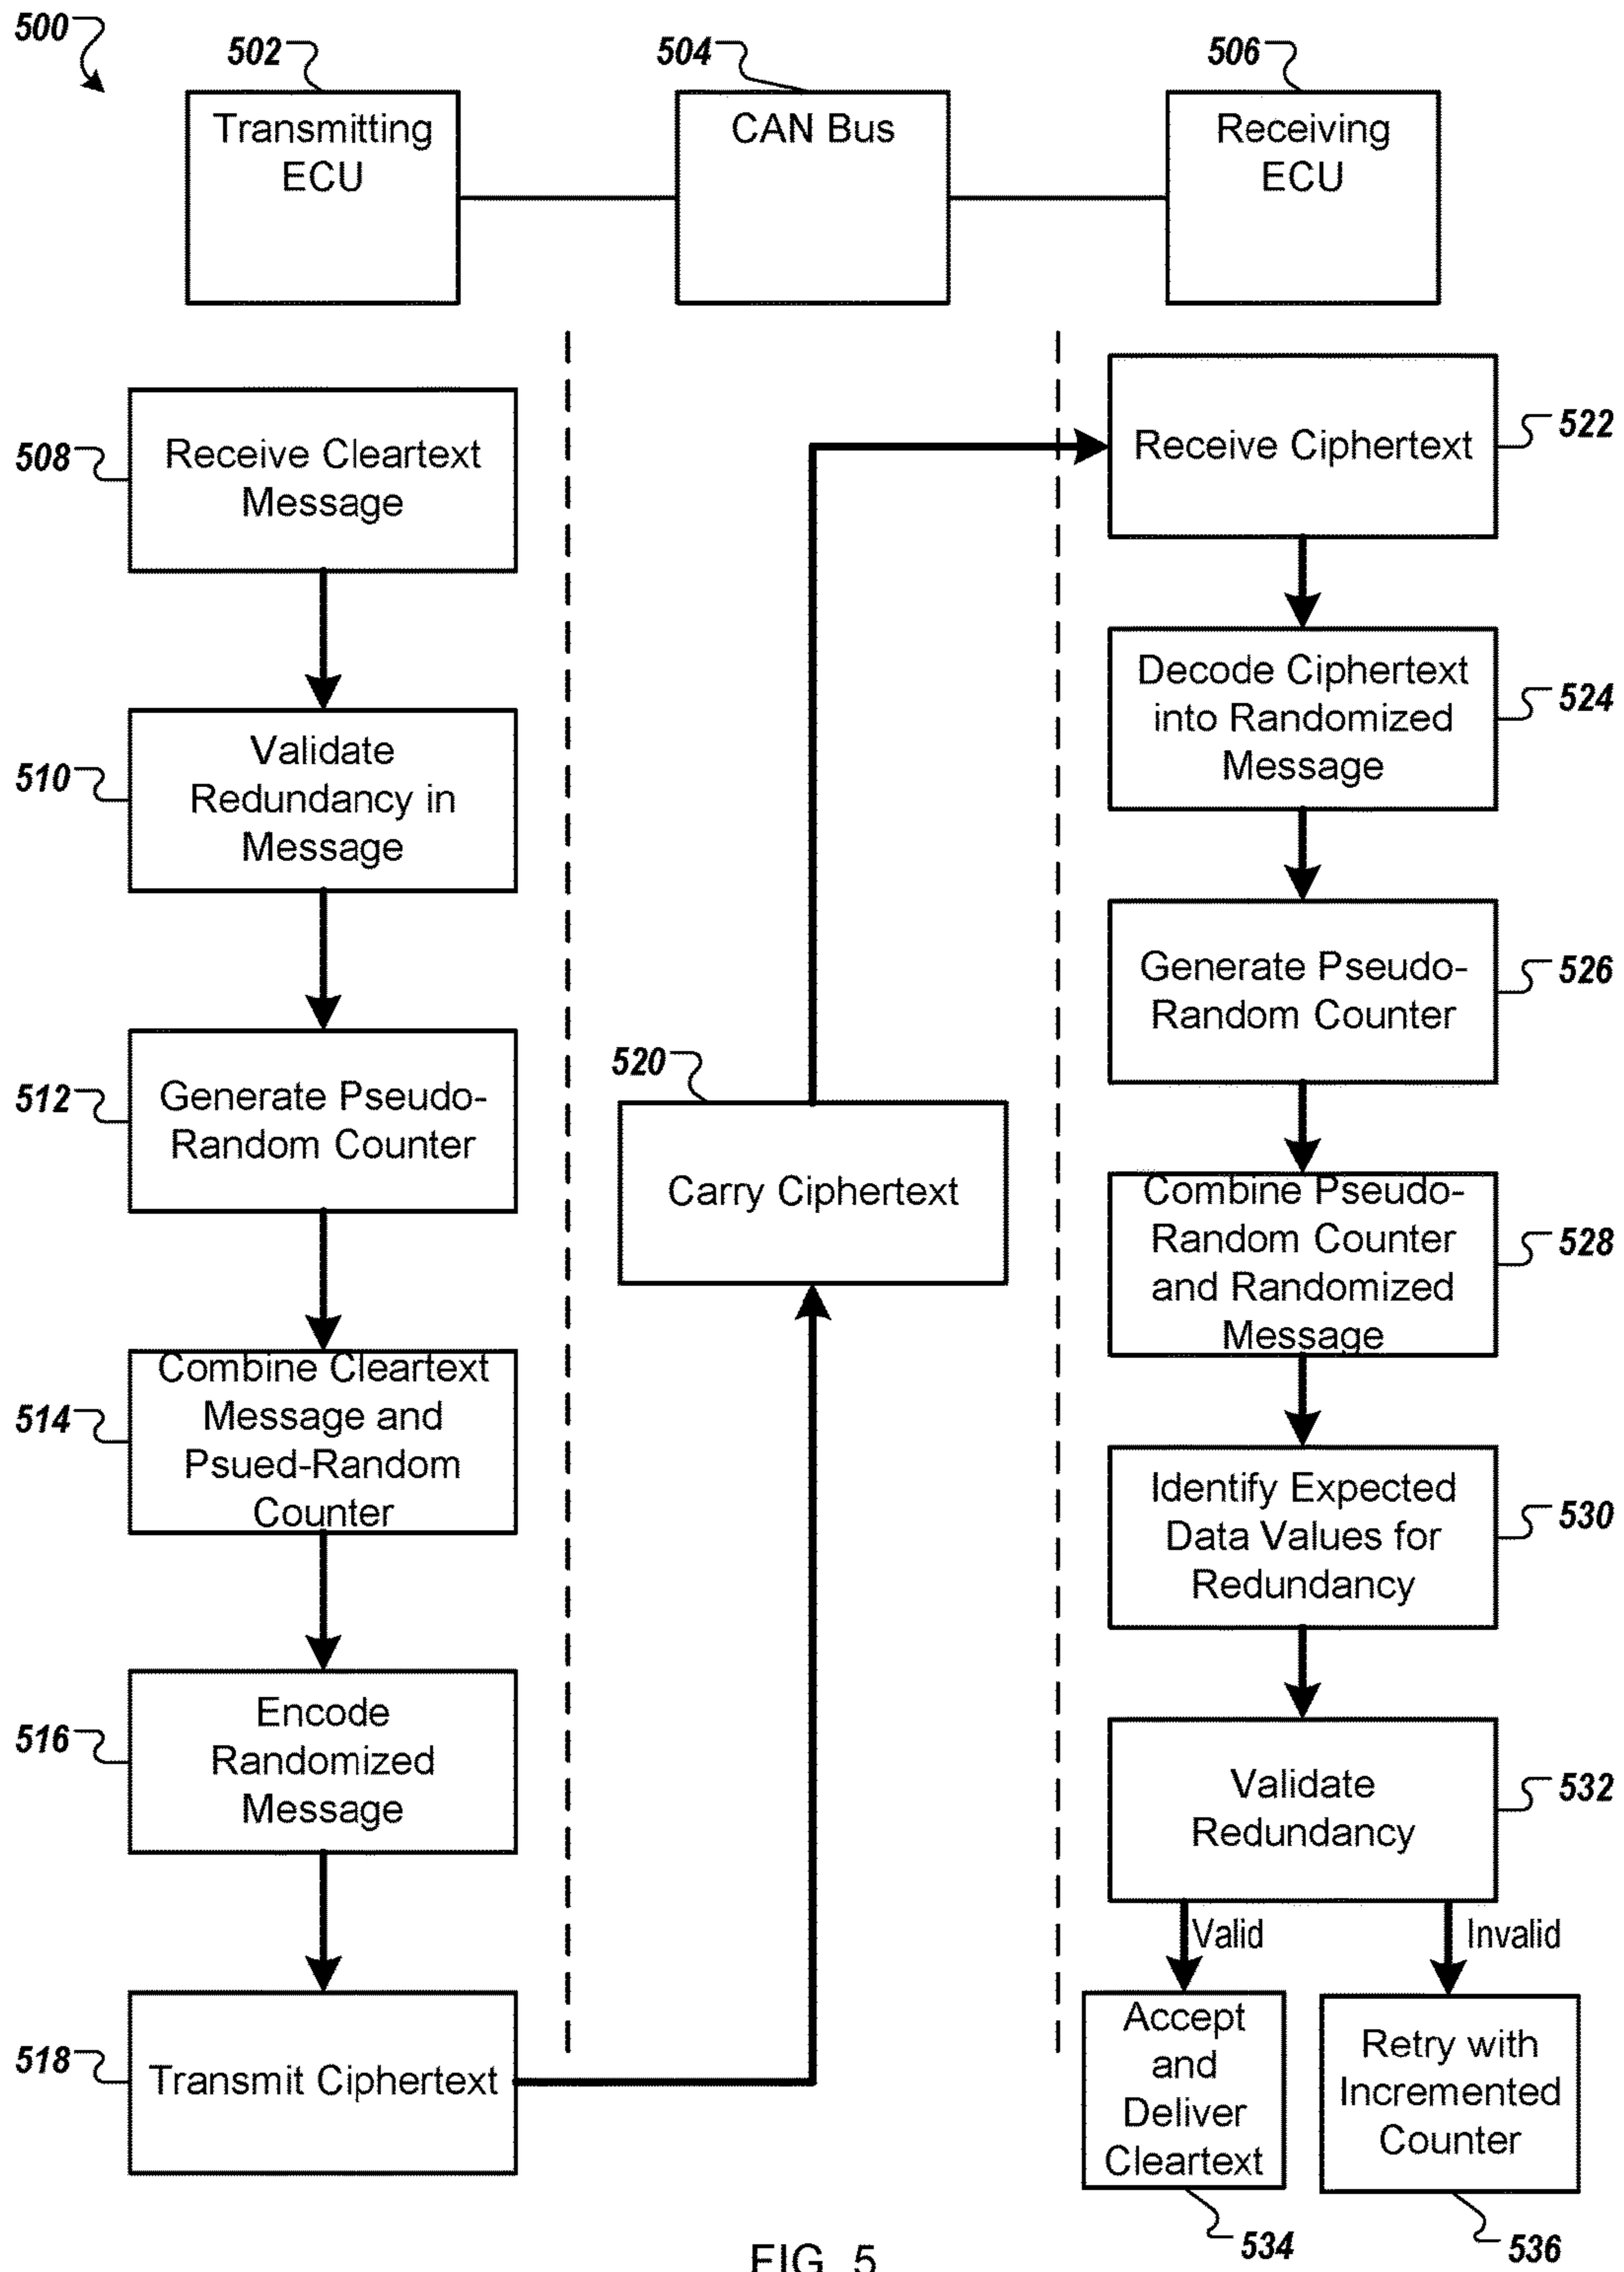 500
502
504
506
Transmitting
ECU
CAN Bus
Receiving
ECU
508
Receive Cleartext
Message
510
Validate
Redundancy in
Message
512
Generate Pseudo-
Random Counter
514
Combine Cleartext
Message and
Psued-Random
Counter
516
Encode
Randomized
Message
518
Transmit Ciphertext
520
Carry Ciphertext
Receive Ciphertext
522
Decode Ciphertext
into Randomized
Message
524
Generate Pseudo-
Random Counter
526
Combine Pseudo-
Random Counter
and Randomized
Message
528
Identify Expected
Data Values for
Redundancy
530
Validate
Redundancy
532
Valid
Invalid
Accept
and
Deliver
Cleartext
534
Retry with
Incremented
Counter
536
FIG. 5